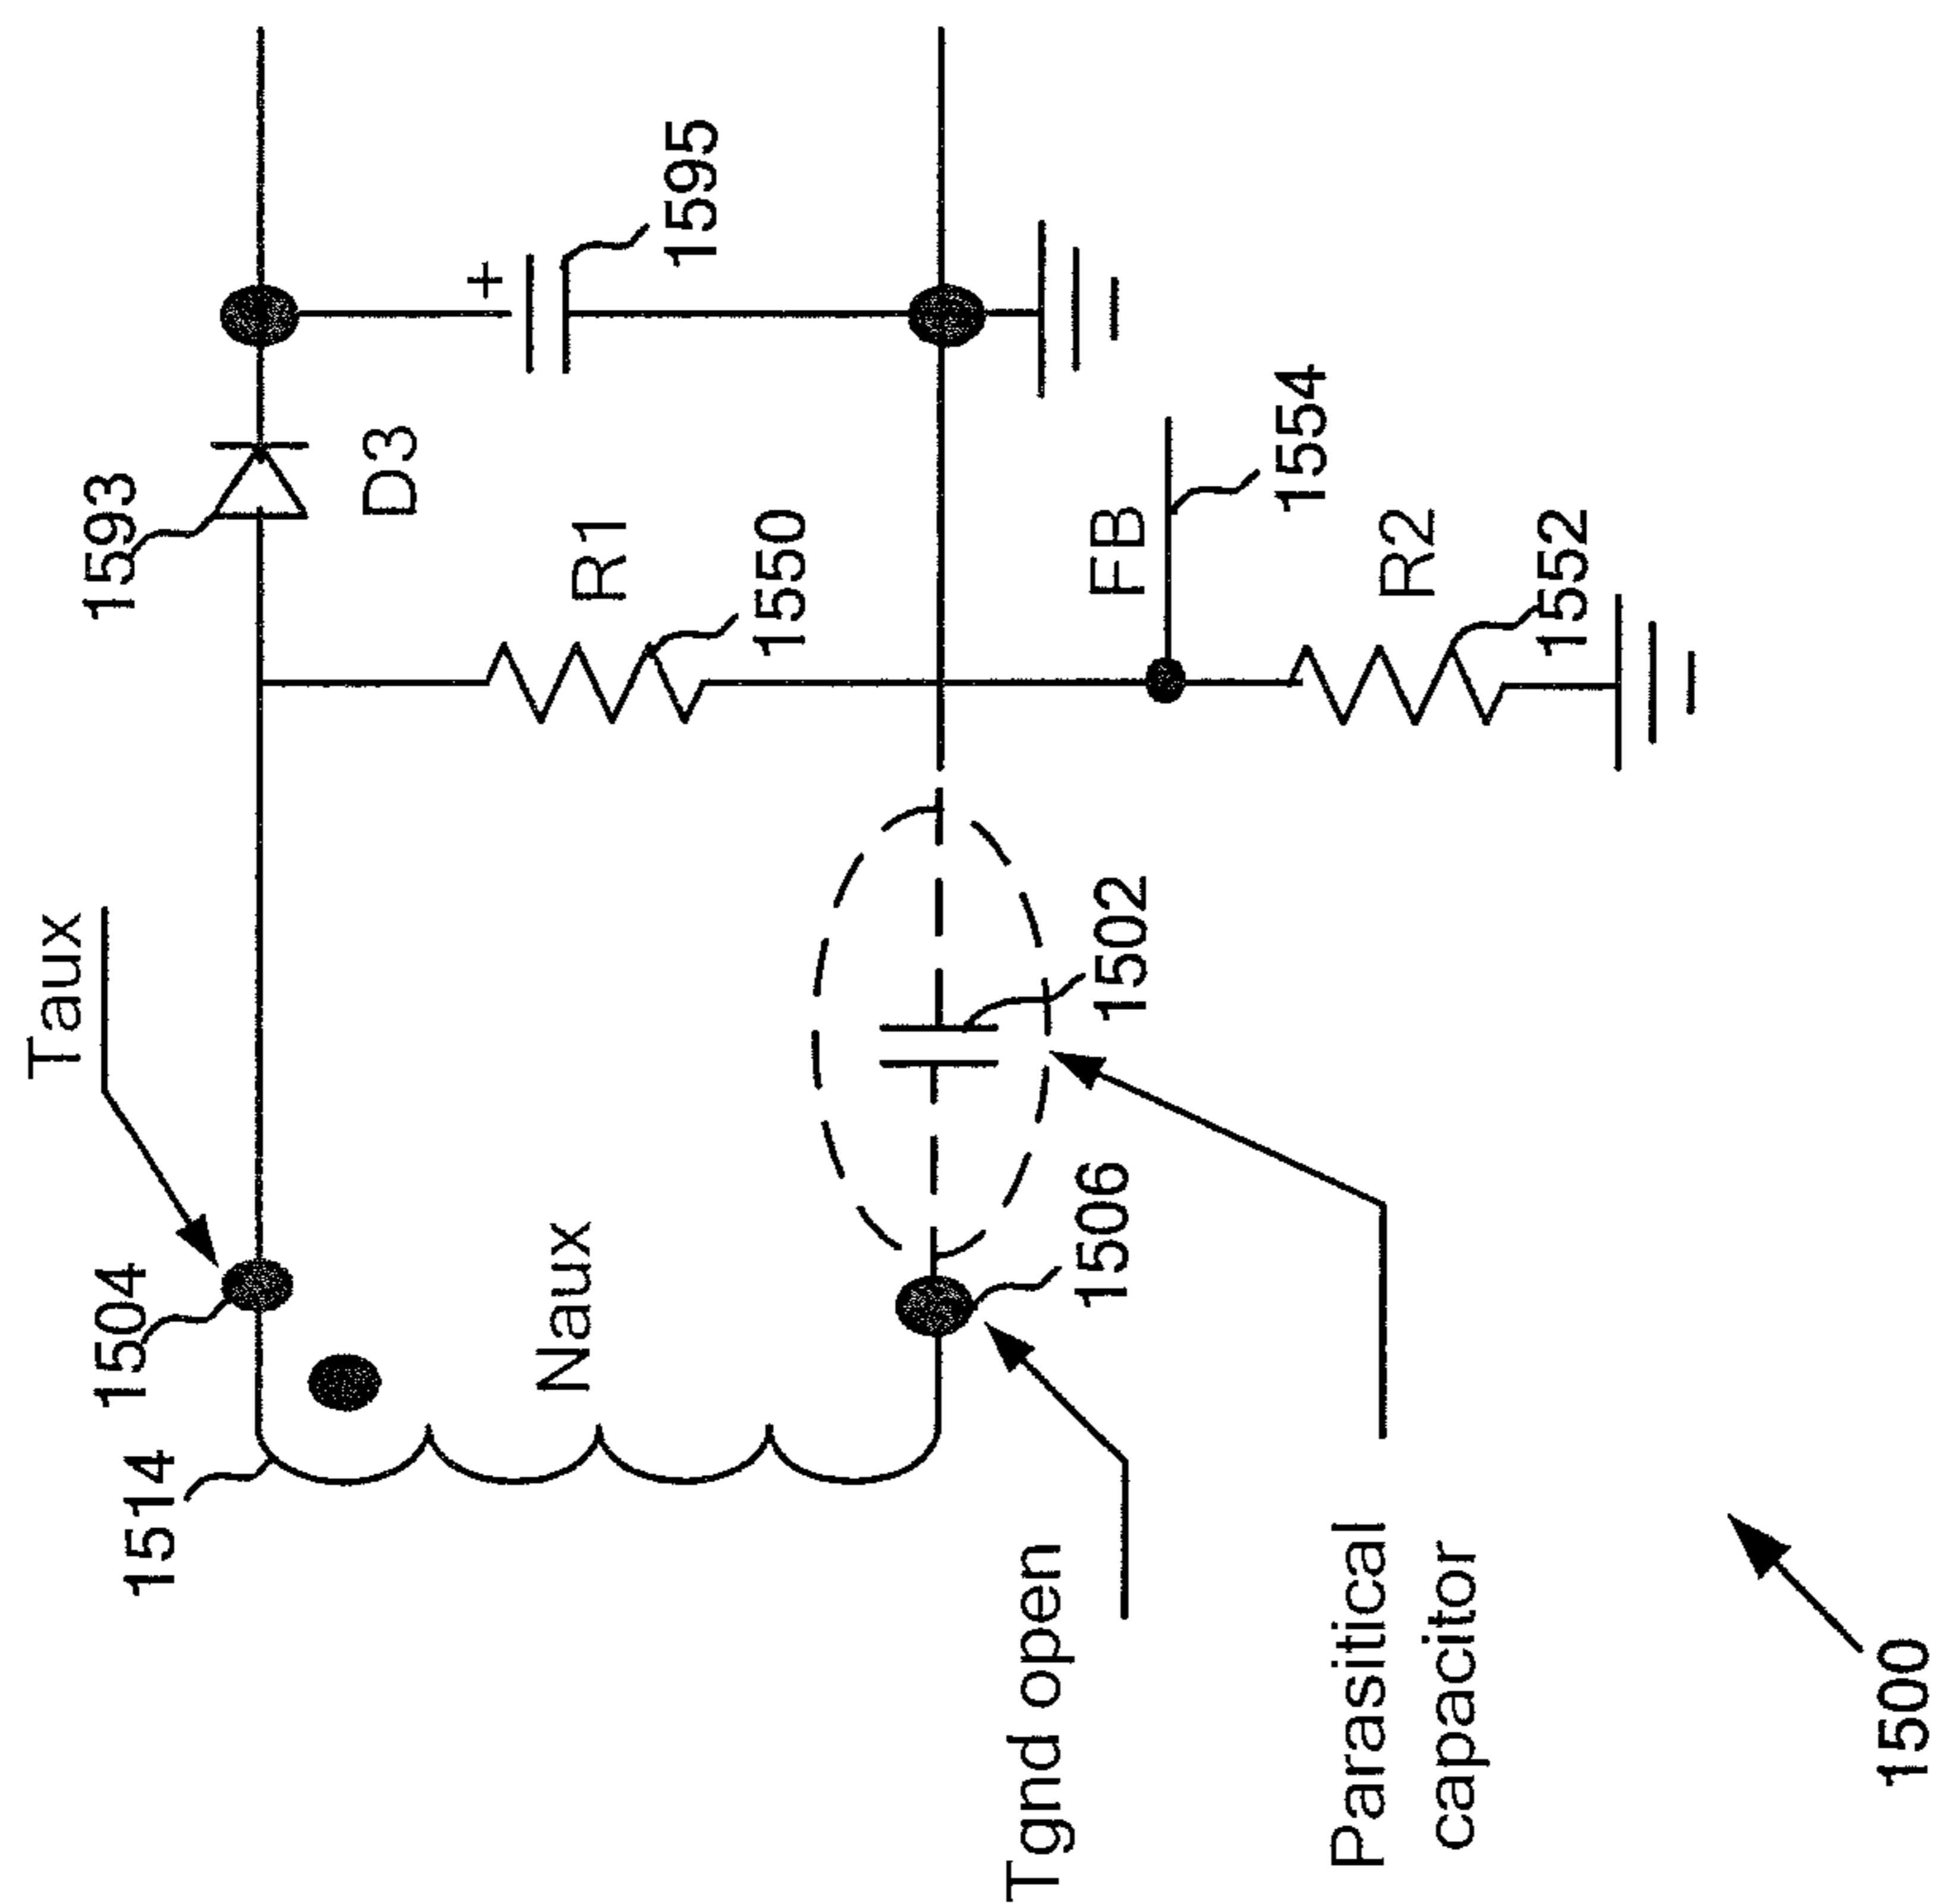 1504
Taux
1593
1514
D3
+
Naux
R1
1550
1595
1506
1502
FB
1554
Tgnd open
R2
1552
Parasitical
capacitor
1500